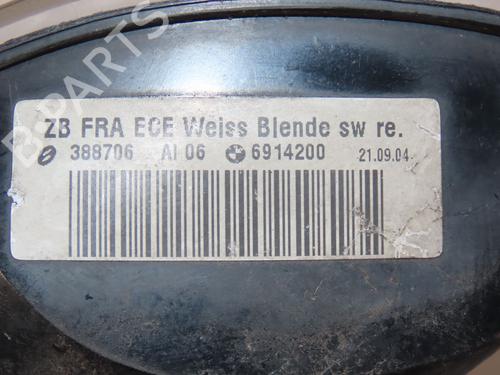 B-PARTS
ZB FRA ECE Weiss Blende sw re.
388706 AI 06 6914200 21.09.04